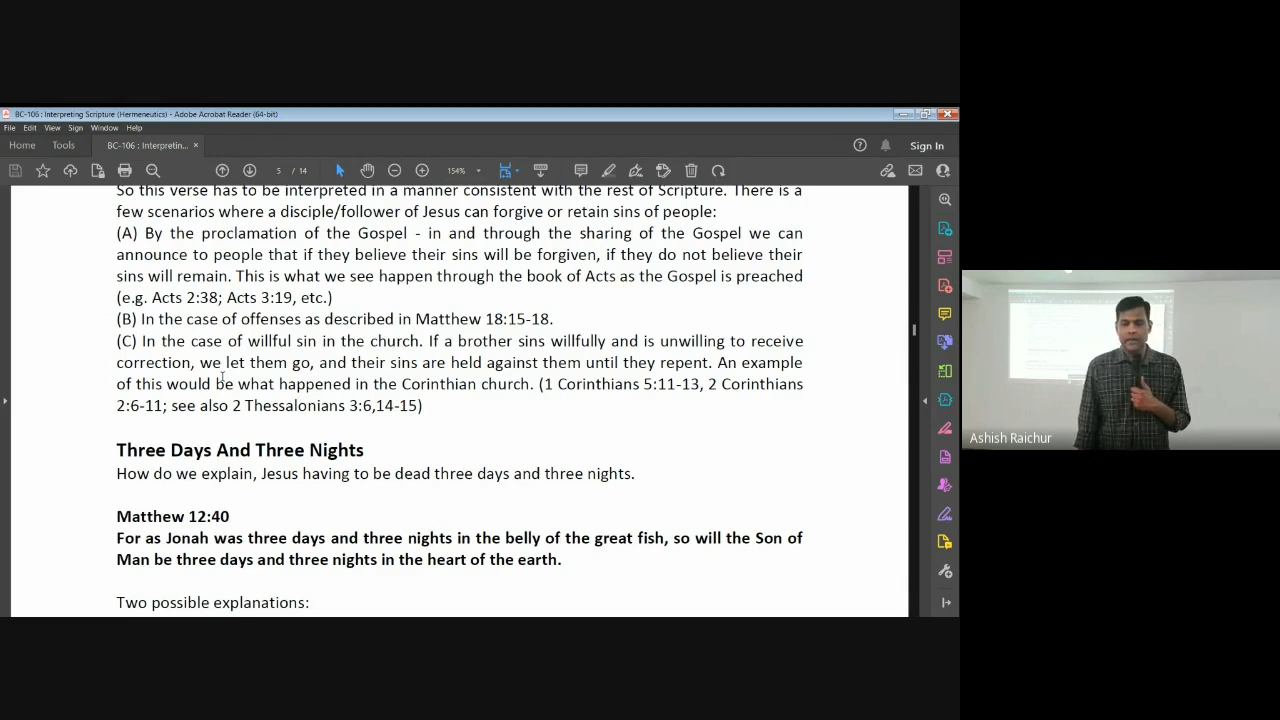 BC-106 : Interpreting Scripture (Hermeneutics) - Adobe Acrobat Reader (64-bit)
File Edit View Sign Window Help
Home Tools BC-106 : Interpretin... × Sign In
5 / 14 154%
So this verse has to be interpreted in a manner consistent with the rest of Scripture. There is a
few scenarios where a disciple/follower of Jesus can forgive or retain sins of people:
(A) By the proclamation of the Gospel - in and through the sharing of the Gospel we can
announce to people that if they believe their sins will be forgiven, if they do not believe their
sins will remain. This is what we see happen through the book of Acts as the Gospel is preached
(e.g. Acts 2:38; Acts 3:19, etc.)
(B) In the case of offenses as described in Matthew 18:15-18.
(C) In the case of willful sin in the church. If a brother sins willfully and is unwilling to receive
correction, we let them go, and their sins are held against them until they repent. An example
of this would be what happened in the Corinthian church. (1 Corinthians 5:11-13, 2 Corinthians
2:6-11; see also 2 Thessalonians 3:6,14-15)
Three Days And Three Nights
How do we explain, Jesus having to be dead three days and three nights.
Matthew 12:40
For as Jonah was three days and three nights in the belly of the great fish, so will the Son of
Man be three days and three nights in the heart of the earth.
Two possible explanations:
Ashish Raichur